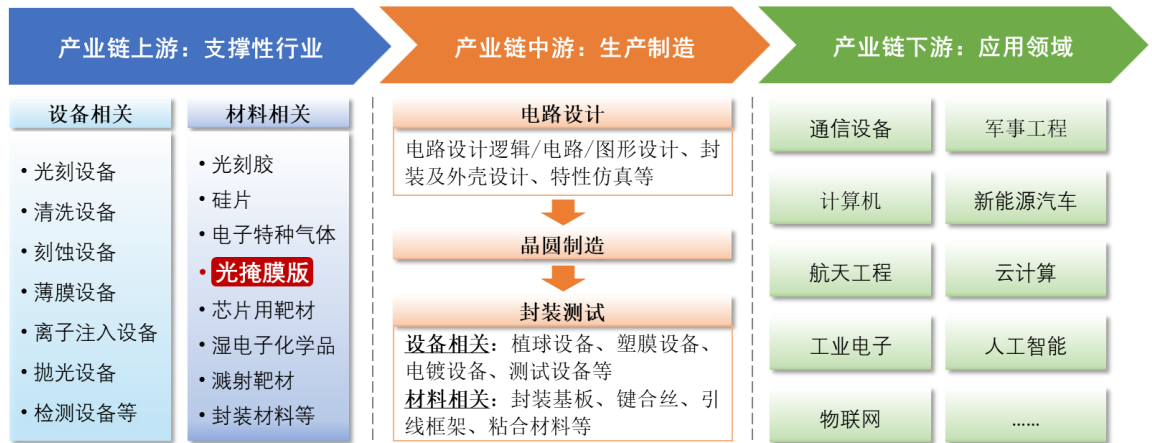 产业链上游：支撑性行业
产业链中游：生产制造
产业链下游：应用领域
设备相关
• 光刻设备
• 清洗设备
• 刻蚀设备
• 薄膜设备
• 离子注入设备
• 抛光设备
• 检测设备等
材料相关
• 光刻胶
• 硅片
• 电子特种气体
• 光掩膜版
• 芯片用靶材
• 湿电子化学品
• 溅射靶材
• 封装材料等
电路设计
电路设计逻辑/电路/图形设计、封
装及外壳设计、特性仿真等
晶圆制造
封装测试
设备相关：植球设备、塑膜设备、
电镀设备、测试设备等
材料相关：封装基板、键合丝、引
线框架、粘合材料等
通信设备
军事工程
计算机
新能源汽车
航天工程
云计算
工业电子
人工智能
物联网
......